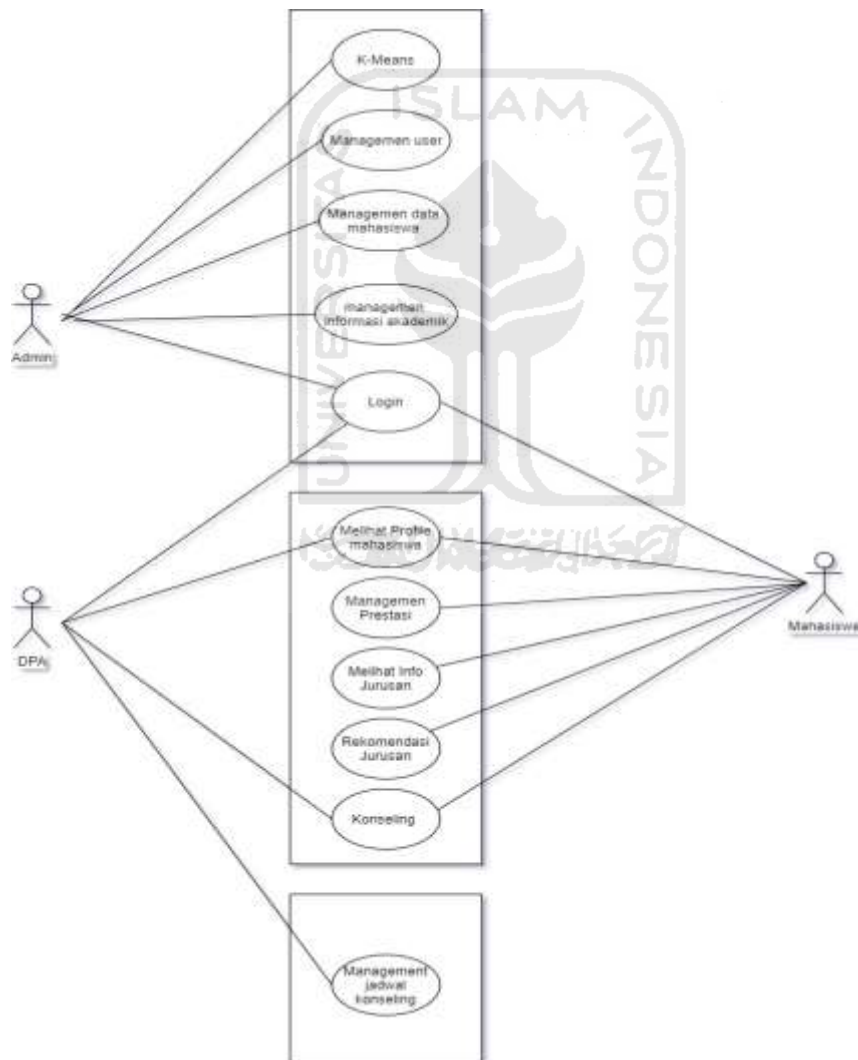 K-Means
Managemen user
Managemen data
mahasiswa
managemen
informasi akademik
Admin
Login
Melihat Profile
mahasiswa
Managemen
Prestasi
Melihat Info
Jurusan
Rekomendasi
Jurusan
Konseling
DPA
Mahasiswa
Management
jadwal
konseling
UNIVERSITAS
ISLAM
INDONESIA